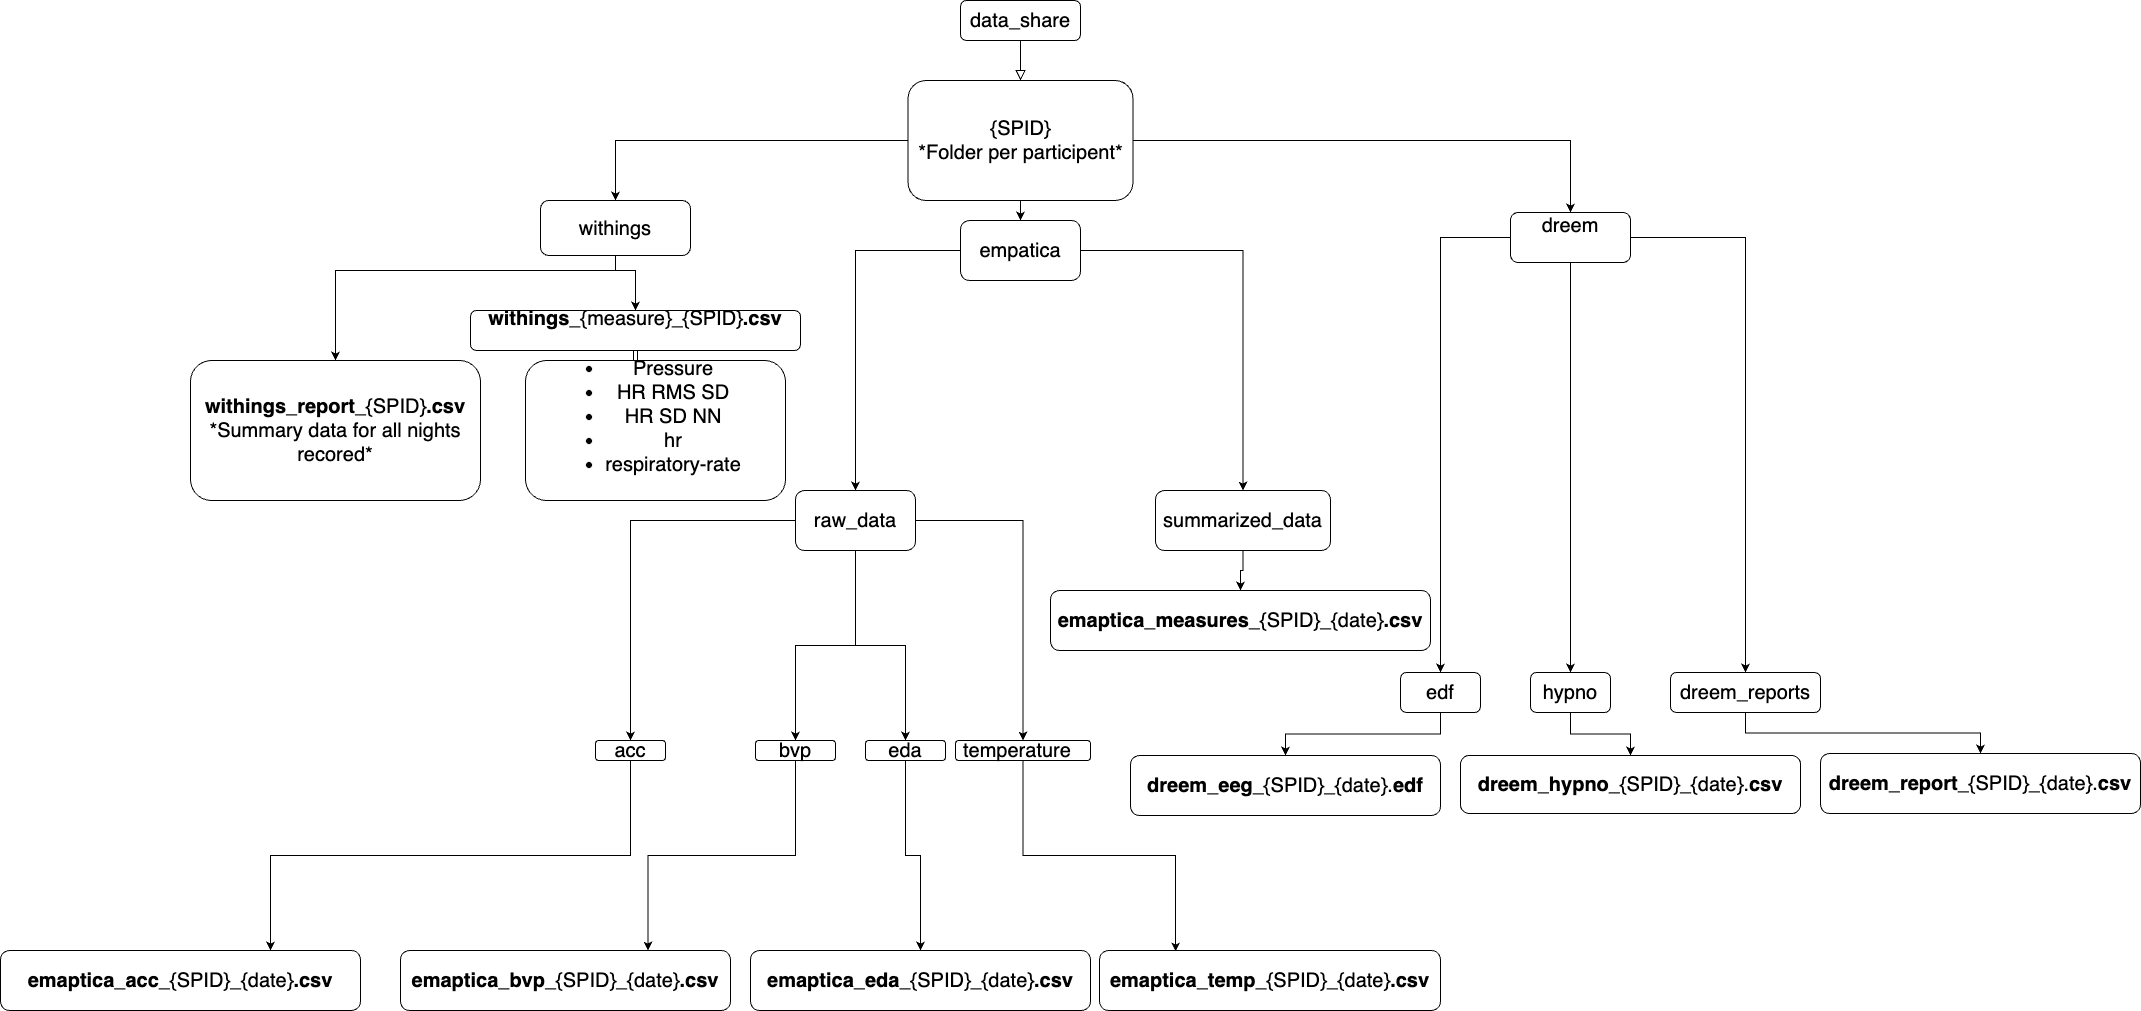 data_share
{SPID}
*Folder per participent*
withings
empatica
dreem
withings_{measure}_{SPID}.csv
withings_report_{SPID}.csv
*Summary data for all nights
recored*
• Pressure
• HR RMS SD
• HR SD NN
• hr
• respiratory-rate
raw_data
summarized_data
emaptica_measures_{SPID}_{date}.csv
edf
hypno
dreem_reports
acc
bvp
eda
temperature
dreem_eeg_{SPID}_{date}.edf
dreem_hypno_{SPID}_{date}.csv
dreem_report_{SPID}_{date}.csv
emaptica_acc_{SPID}_{date}.csv
emaptica_bvp_{SPID}_{date}.csv
emaptica_eda_{SPID}_{date}.csv
emaptica_temp_{SPID}_{date}.csv